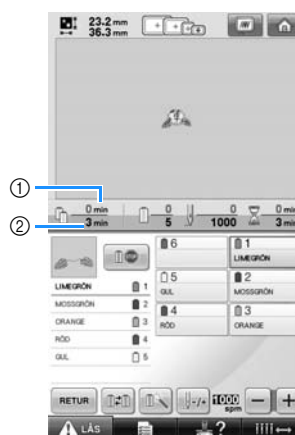 23.2 mm
36.3 mm
① 0 min 0 0 0 min
② 3 min 5 1000 3 min
LIMEGRÖN 1
MOSSGRÖN 2
ORANGE 3
RÖD 4
GUL 5
6
1
LIMEGRÖN
5
GUL
2
MOSSGRÖN
4
RÖD
3
ORANGE
RETUR
1000
spm
- +
LÅS
?